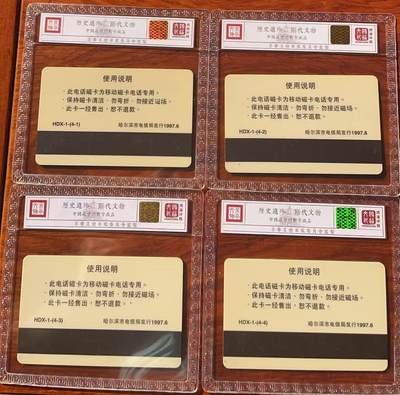 历史遗珍 熙代文物
历史遗珍 熙代文物
使用说明
· 此电话磁卡为移动磁卡电话专用。
· 保持磁卡清洁、勿弯折、勿接近磁场。
· 此卡一经售出，恕不退款。
HDX-1-(4-1) 哈尔滨市电信局发行1997.6
使用说明
· 此电话磁卡为移动磁卡电话专用。
· 保持磁卡清洁、勿弯折、勿接近磁场。
· 此卡一经售出，恕不退款。
HDX-1-(4-2) 哈尔滨市电信局发行1997.6
历史遗珍 熙代文物
历史遗珍 熙代文物
使用说明
· 此电话磁卡为移动磁卡电话专用。
· 保持磁卡清洁、勿弯折、勿接近磁场。
· 此卡一经售出，恕不退款。
HDX-1-(4-3) 哈尔滨市电信局发行1997.6
使用说明
· 此电话磁卡为移动磁卡电话专用。
· 保持磁卡清洁、勿弯折、勿接近磁场。
· 此卡一经售出，恕不退款。
HDX-1-(4-4) 哈尔滨市电信局发行1997.6